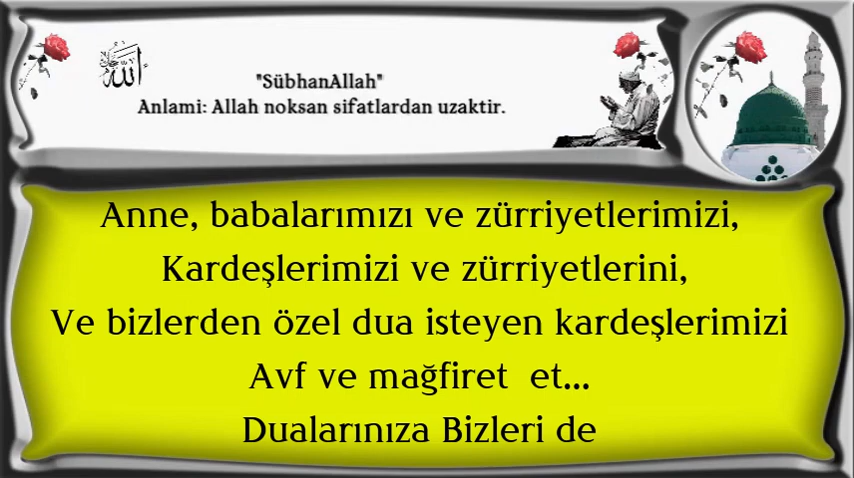 الله
"SübhanAllah"
Anlami: Allah noksan sifatlardan uzaktir.
Anne, babalarımızı ve zürriyetlerimizi,
Kardeşlerimizi ve zürriyetlerini,
Ve bizlerden özel dua isteyen kardeşlerimizi
Avf ve mağfiret et...
Dualarınıza Bizleri de